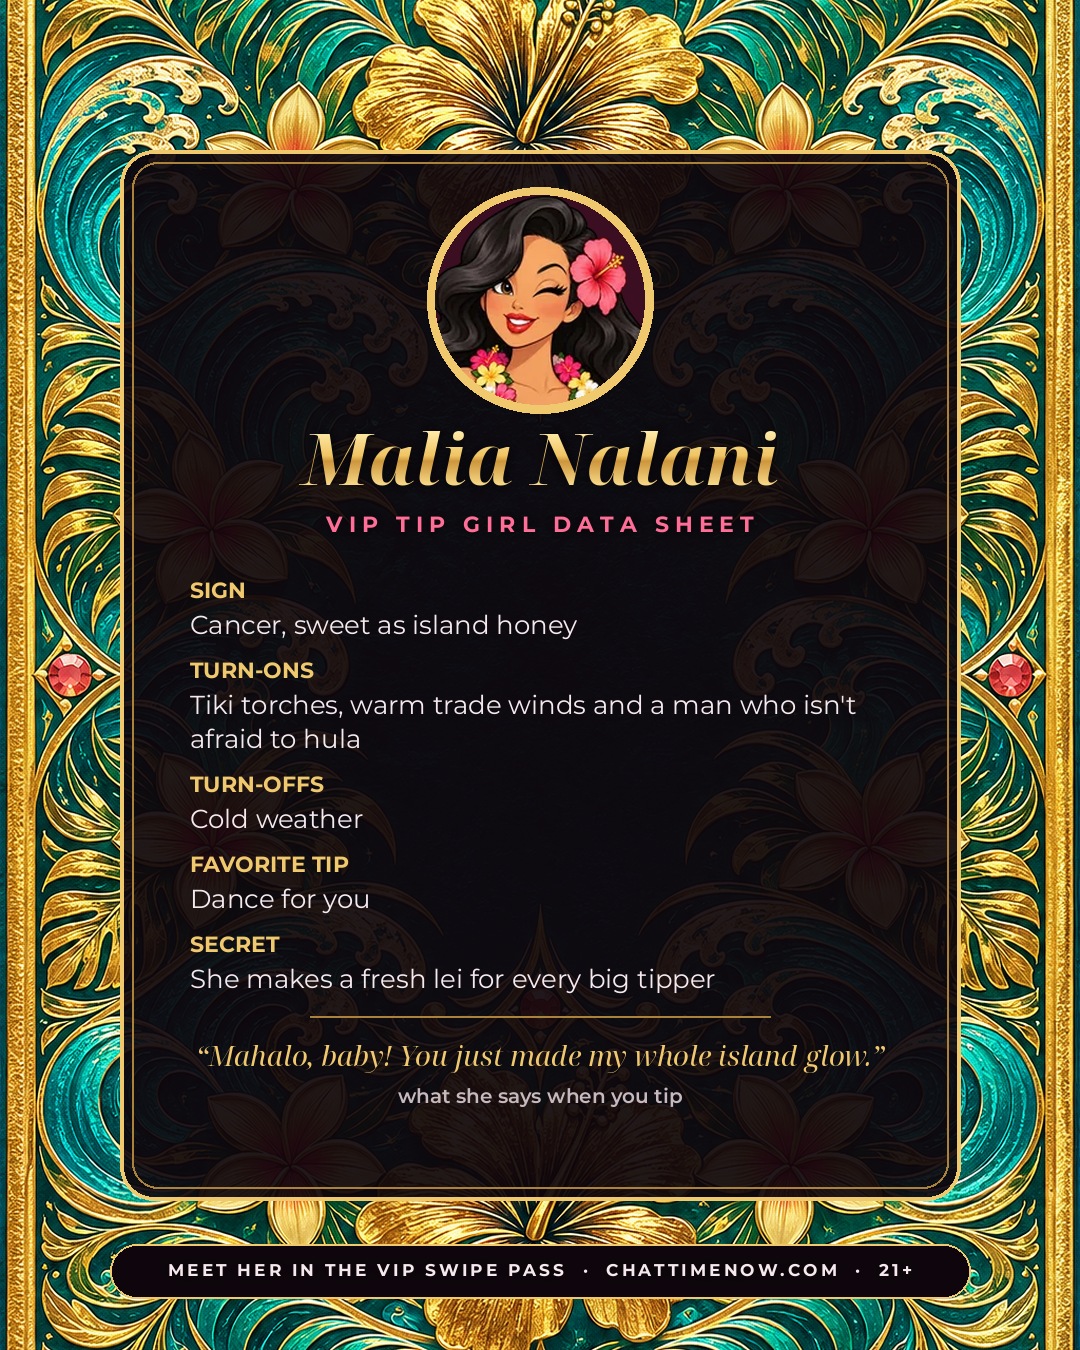 Malia Nalani
VIP TIP GIRL DATA SHEET
SIGN
Cancer, sweet as island honey
TURN-ONS
Tiki torches, warm trade winds and a man who isn't
afraid to hula
TURN-OFFS
Cold weather
FAVORITE TIP
Dance for you
SECRET
She makes a fresh lei for every big tipper
“Mahalo, baby! You just made my whole island glow.”
what she says when you tip
MEET HER IN THE VIP SWIPE PASS · CHATTIMENOW.COM · 21+